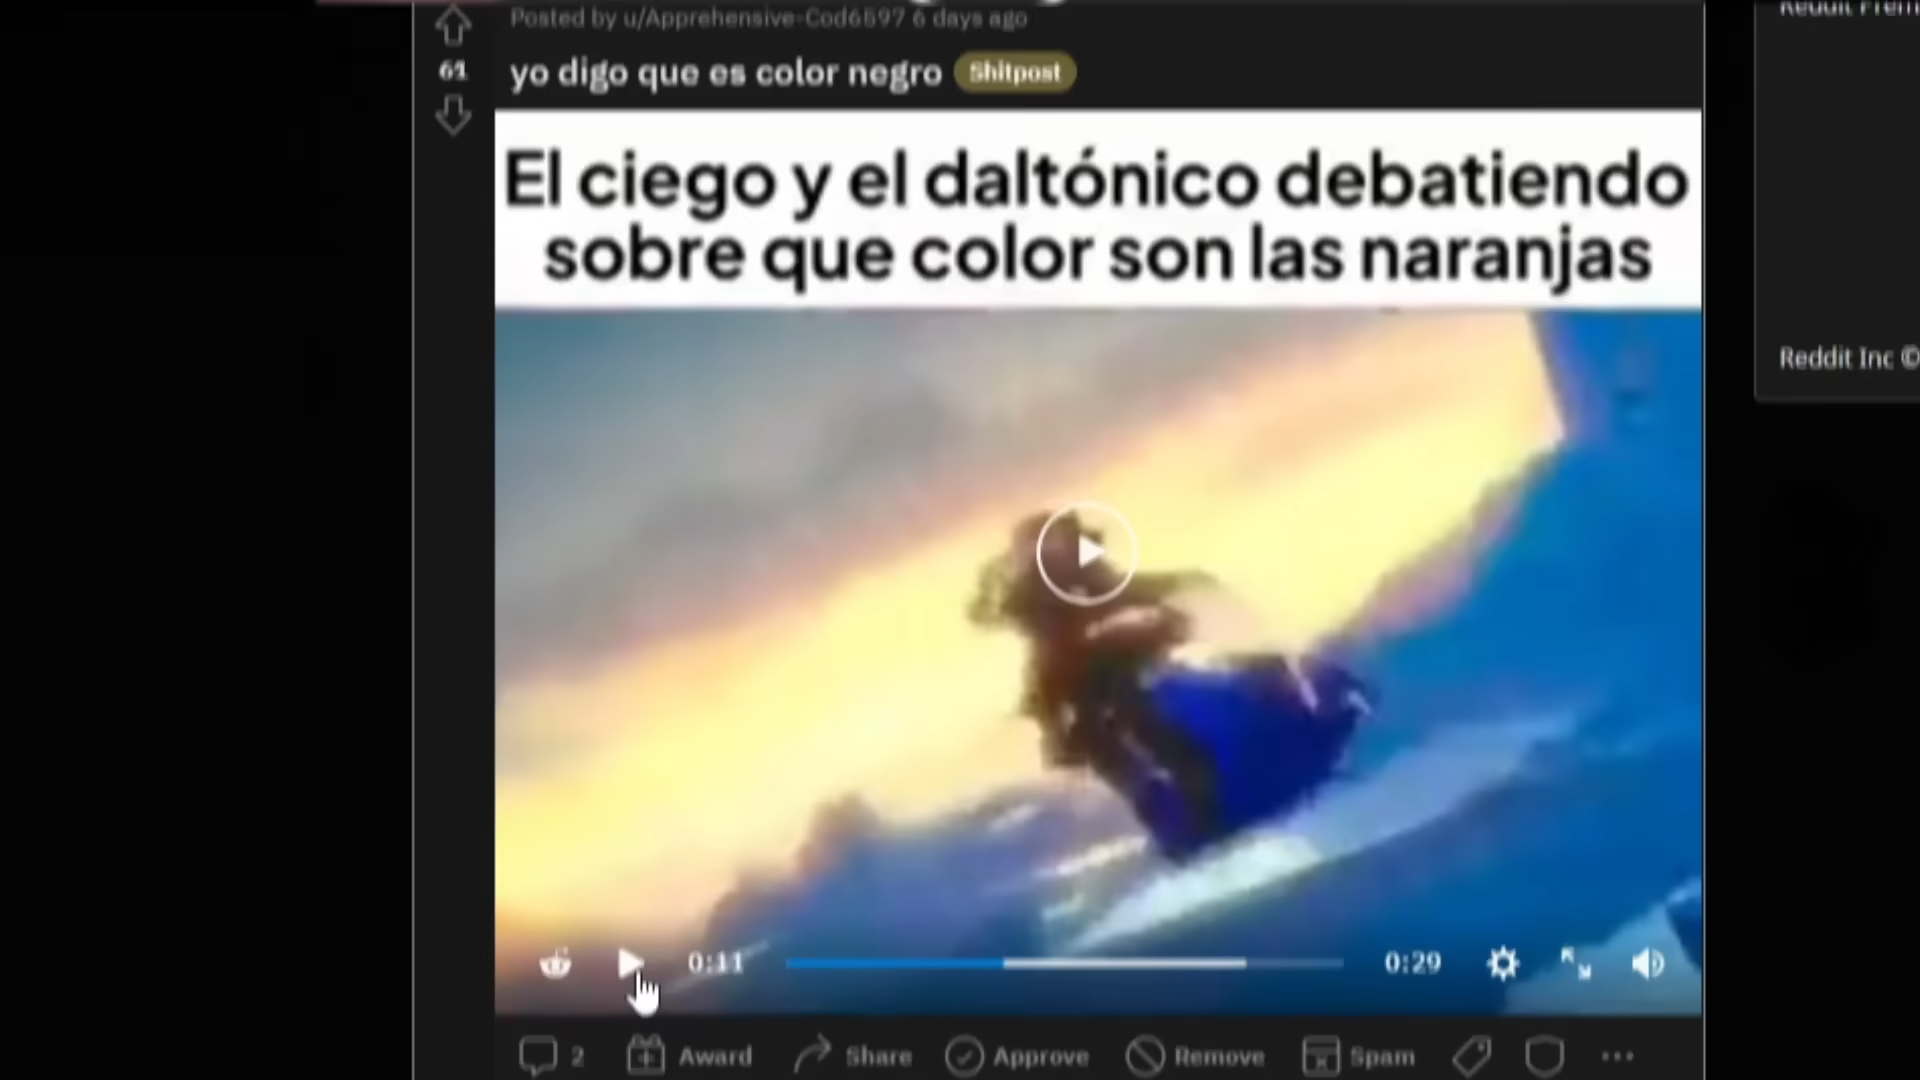 Posted by u/Apprehensive-Cod6597 6 days ago
61
yo digo que es color negro Shitpost
El ciego y el daltónico debatiendo
sobre que color son las naranjas
Reddit Inc ©
0:11
0:29
2 Award Share Approve Remove Spam